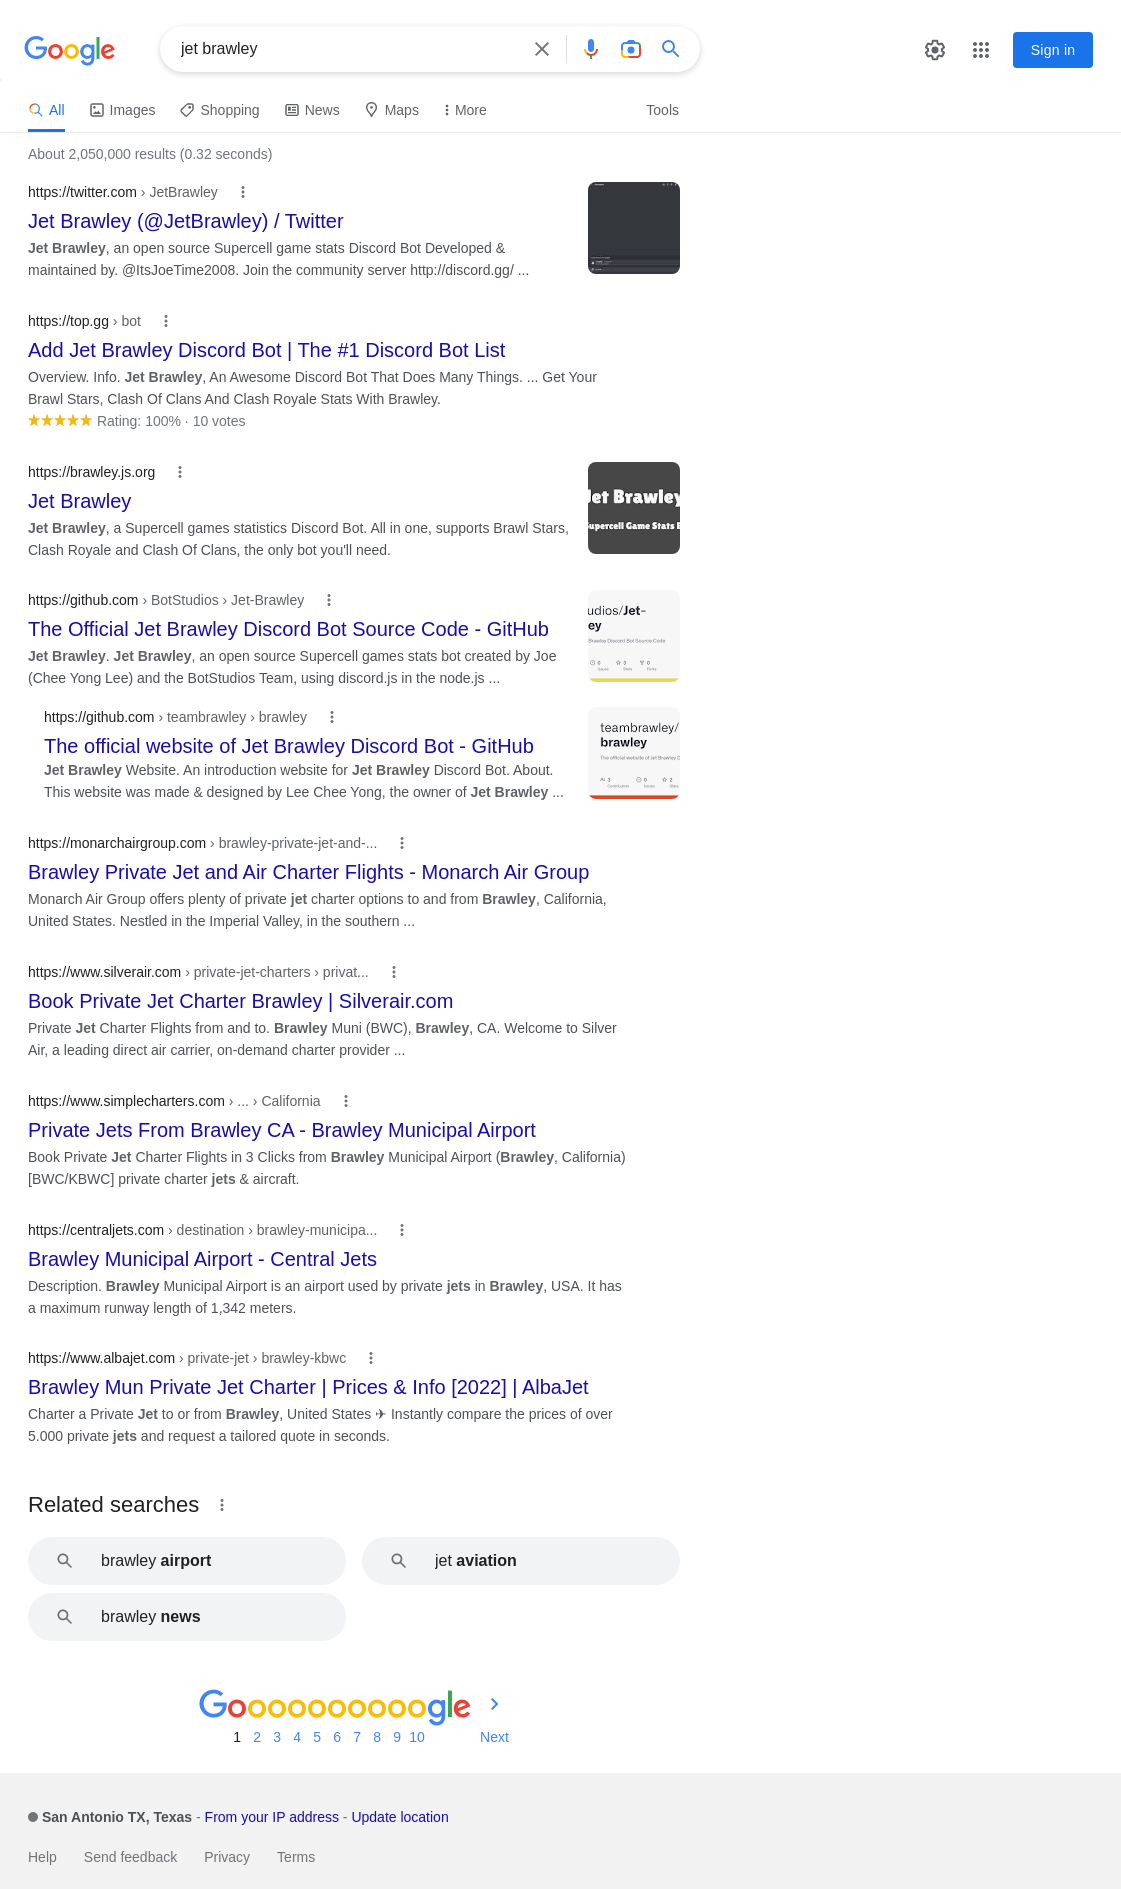 Google
jet brawley
Sign in
All
Images
Shopping
News
Maps
More
Tools
About 2,050,000 results (0.32 seconds)
https://twitter.com › JetBrawley
Jet Brawley (@JetBrawley) / Twitter
Jet Brawley, an open source Supercell game stats Discord Bot Developed &
maintained by. @ItsJoeTime2008. Join the community server http://discord.gg/ ...
https://top.gg › bot
Add Jet Brawley Discord Bot | The #1 Discord Bot List
Overview. Info. Jet Brawley, An Awesome Discord Bot That Does Many Things. ... Get Your
Brawl Stars, Clash Of Clans And Clash Royale Stats With Brawley.
Rating: 100% · 10 votes
https://brawley.js.org
Jet Brawley
Jet Brawley, a Supercell games statistics Discord Bot. All in one, supports Brawl Stars,
Clash Royale and Clash Of Clans, the only bot you'll need.
Jet Brawley
Supercell Game Stats
https://github.com › BotStudios › Jet-Brawley
The Official Jet Brawley Discord Bot Source Code - GitHub
Jet Brawley. Jet Brawley, an open source Supercell games stats bot created by Joe
(Chee Yong Lee) and the BotStudios Team, using discord.js in the node.js ...
udios/Jet-
ey
Brawley Discord Bot Source Code
0 3 0
Issues Stars Forks
https://github.com › teambrawley › brawley
The official website of Jet Brawley Discord Bot - GitHub
Jet Brawley Website. An introduction website for Jet Brawley Discord Bot. About.
This website was made & designed by Lee Chee Yong, the owner of Jet Brawley ...
teambrawley/
brawley
The official website of Jet Brawley D
3 0 2
Contributors Issues Stars
https://monarchairgroup.com › brawley-private-jet-and-...
Brawley Private Jet and Air Charter Flights - Monarch Air Group
Monarch Air Group offers plenty of private jet charter options to and from Brawley, California,
United States. Nestled in the Imperial Valley, in the southern ...
https://www.silverair.com › private-jet-charters › privat...
Book Private Jet Charter Brawley | Silverair.com
Private Jet Charter Flights from and to. Brawley Muni (BWC), Brawley, CA. Welcome to Silver
Air, a leading direct air carrier, on-demand charter provider ...
https://www.simplecharters.com › ... › California
Private Jets From Brawley CA - Brawley Municipal Airport
Book Private Jet Charter Flights in 3 Clicks from Brawley Municipal Airport (Brawley, California)
[BWC/KBWC] private charter jets & aircraft.
https://centraljets.com › destination › brawley-municipa...
Brawley Municipal Airport - Central Jets
Description. Brawley Municipal Airport is an airport used by private jets in Brawley, USA. It has
a maximum runway length of 1,342 meters.
https://www.albajet.com › private-jet › brawley-kbwc
Brawley Mun Private Jet Charter | Prices & Info [2022] | AlbaJet
Charter a Private Jet to or from Brawley, United States ✈ Instantly compare the prices of over
5.000 private jets and request a tailored quote in seconds.
Related searches
brawley airport
jet aviation
brawley news
Goooooooooogle
1 2 3 4 5 6 7 8 9 10 Next
San Antonio TX, Texas - From your IP address - Update location
Help Send feedback Privacy Terms